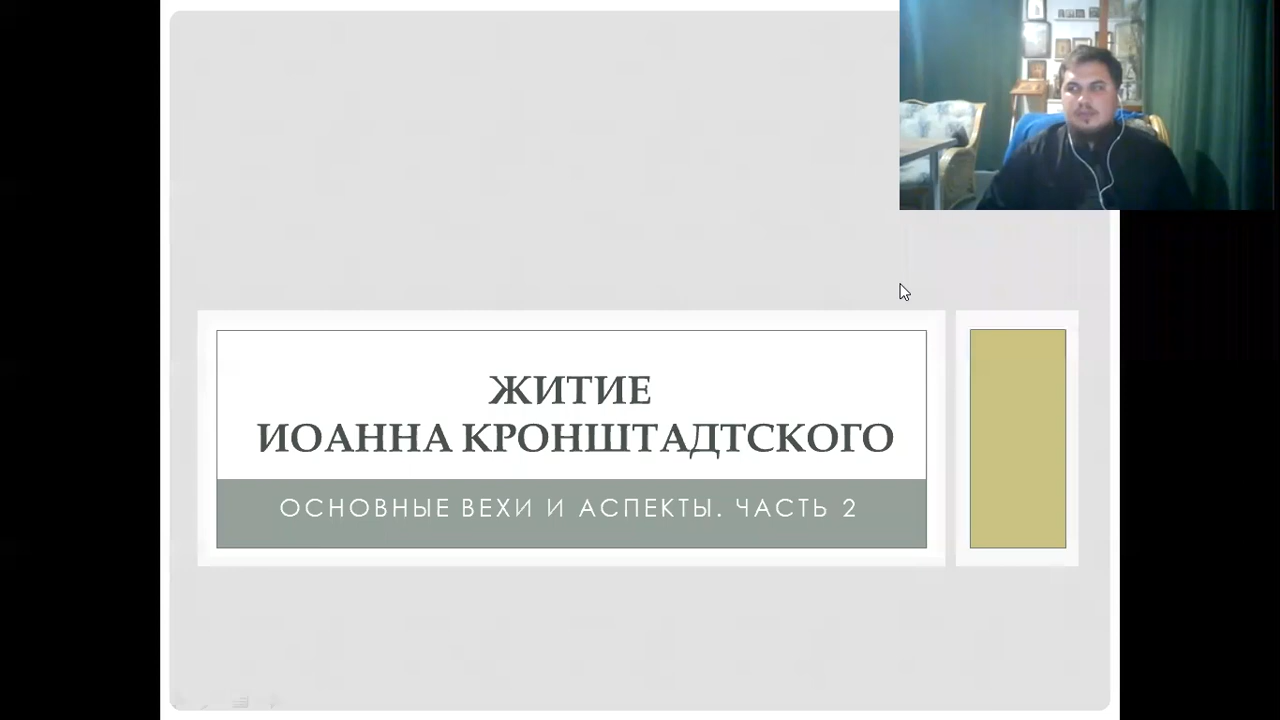 ЖИТИЕ
ИОАННА КРОНШТАДТСКОГО
ОСНОВНЫЕ ВЕХИ И АСПЕКТЫ. ЧАСТЬ 2